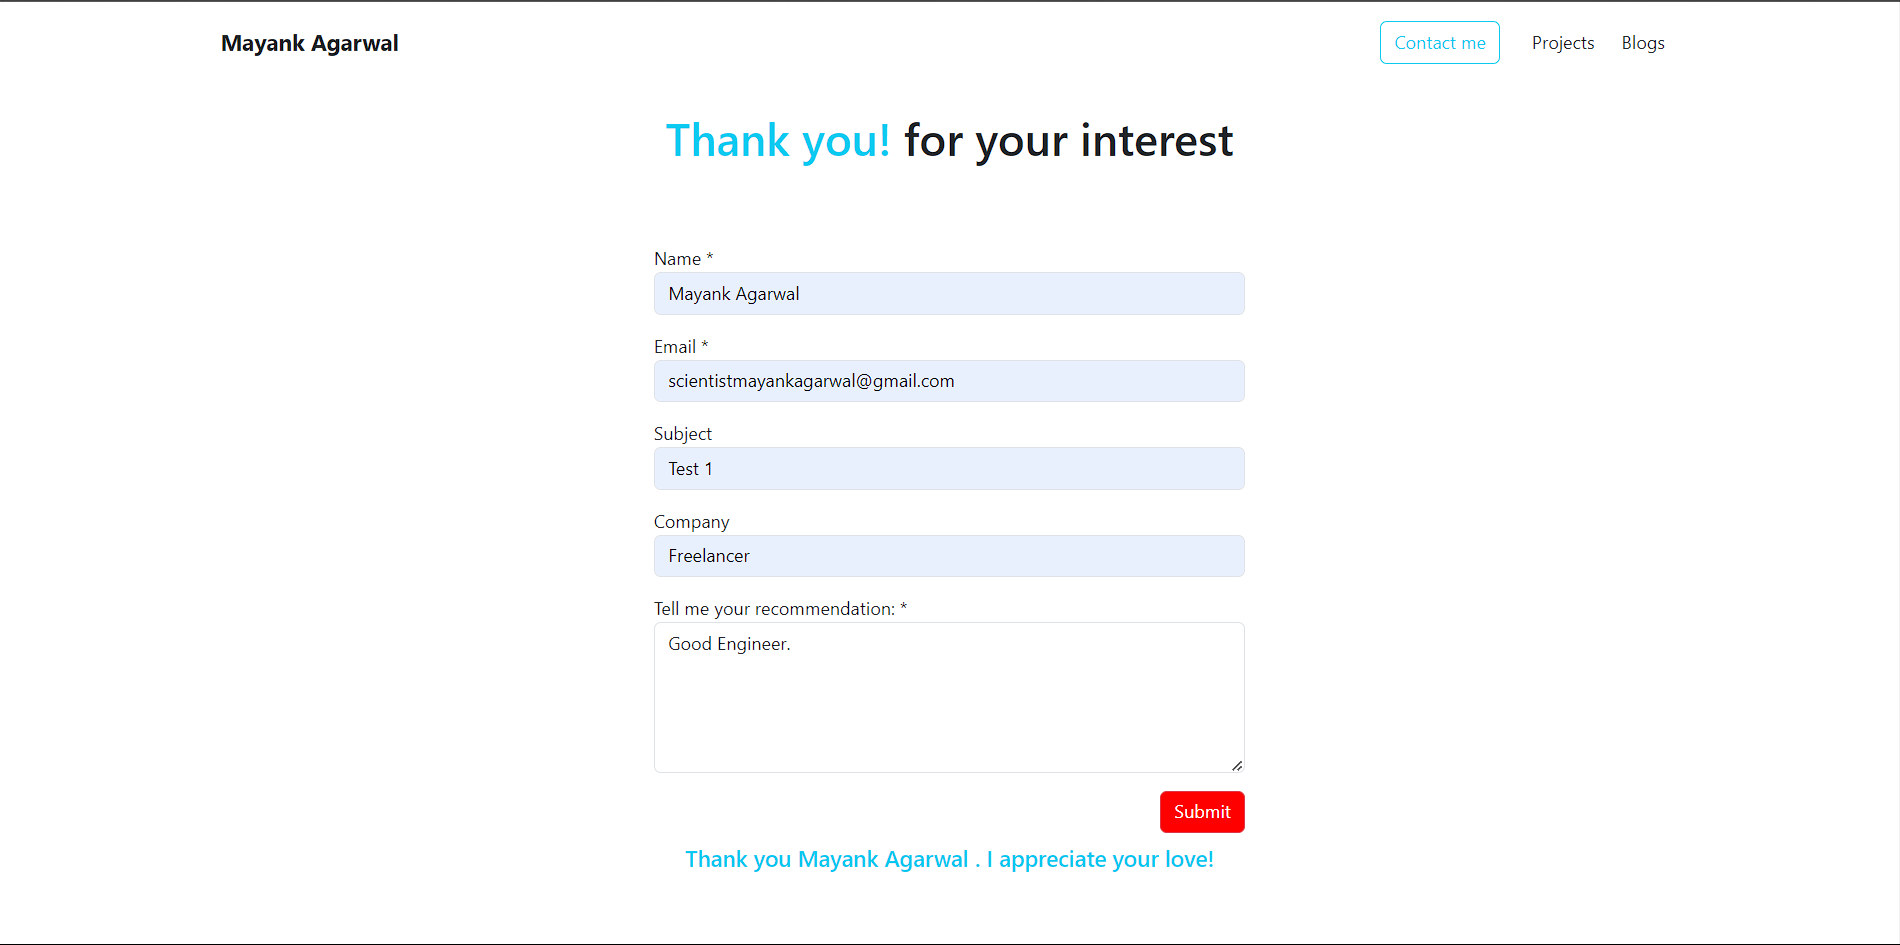 Mayank Agarwal
Contact me
Projects
Blogs
Thank you! for your interest
Name *
Mayank Agarwal
Email *
scientistmayankagarwal@gmail.com
Subject
Test 1
Company
Freelancer
Tell me your recommendation: *
Good Engineer.
Submit
Thank you Mayank Agarwal . I appreciate your love!